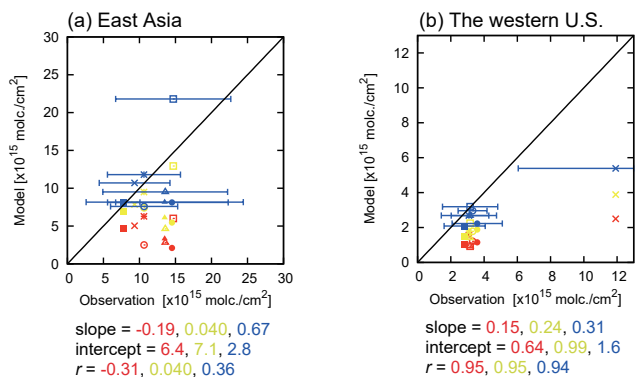 (a) East Asia
30
25
20
15
10
5
0
Model [x10^15 molc./cm^2]
0 5 10 15 20 25 30
Observation [x10^15 molc./cm^2]
slope = -0.19, 0.040, 0.67
intercept = 6.4, 7.1, 2.8
r = -0.31, 0.040, 0.36
(b) The western U.S.
12
10
8
6
4
2
0
Model [x10^15 molc./cm^2]
0 2 4 6 8 10 12
Observation [x10^15 molc./cm^2]
slope = 0.15, 0.24, 0.31
intercept = 0.64, 0.99, 1.6
r = 0.95, 0.95, 0.94